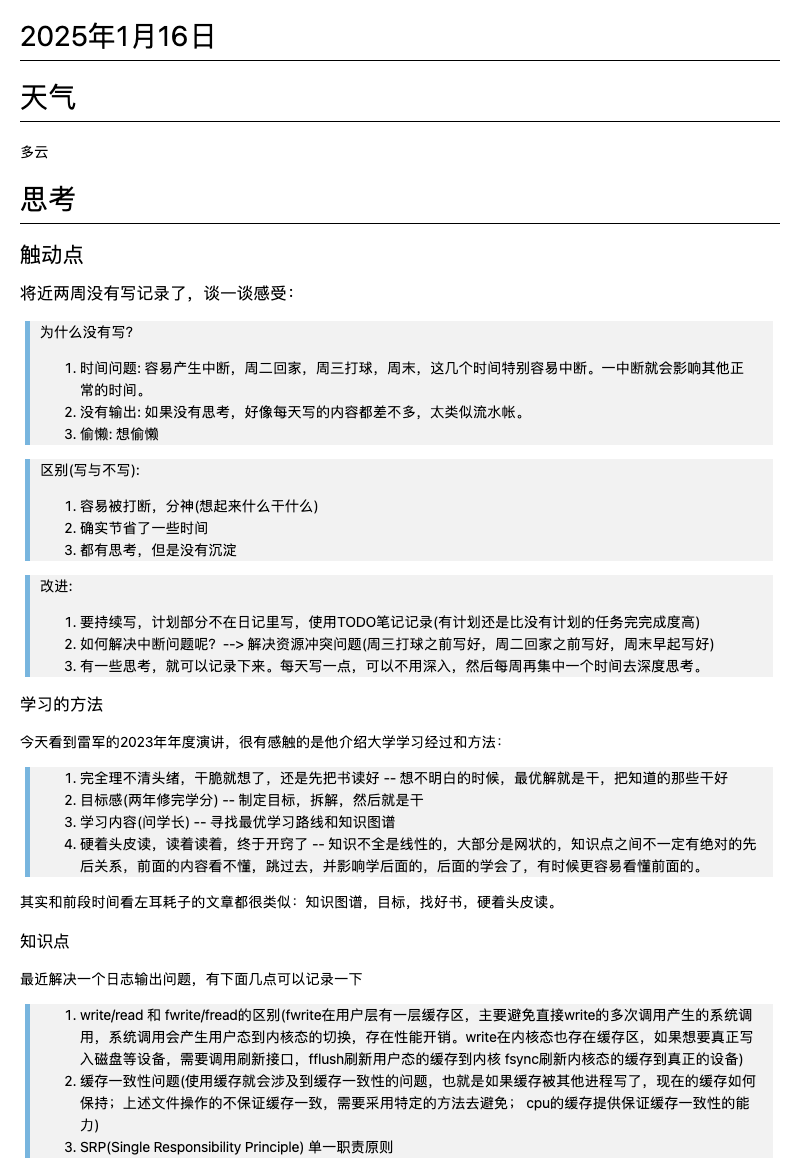 2025年1月16日
天气
多云
思考
触动点
将近两周没有写记录了，谈一谈感受：
为什么没有写?
1. 时间问题: 容易产生中断，周二回家，周三打球，周末，这几个时间特别容易中断。一中断就会影响其他正
常的时间。
2. 没有输出: 如果没有思考，好像每天写的内容都差不多，太类似流水帐。
3. 偷懒: 想偷懒
区别(写与不写):
1. 容易被打断，分神(想起来什么干什么)
2. 确实节省了一些时间
3. 都有思考，但是没有沉淀
改进:
1. 要持续写，计划部分不在日记里写，使用TODO笔记记录(有计划还是比没有计划的任务完完成度高)
2. 如何解决中断问题呢？--> 解决资源冲突问题(周三打球之前写好，周二回家之前写好，周末早起写好)
3. 有一些思考，就可以记录下来。每天写一点，可以不用深入，然后每周再集中一个时间去深度思考。
学习的方法
今天看到雷军的2023年年度演讲，很有感触的是他介绍大学学习经过和方法：
1. 完全理不清头绪，干脆就想了，还是先把书读好 -- 想不明白的时候，最优解就是干，把知道的那些干好
2. 目标感(两年修完学分) -- 制定目标，拆解，然后就是干
3. 学习内容(问学长) -- 寻找最优学习路线和知识图谱
4. 硬着头皮读，读着读着，终于开窍了 -- 知识不全是线性的，大部分是网状的，知识点之间不一定有绝对的先
后关系，前面的内容看不懂，跳过去，并影响学后面的，后面的学会了，有时候更容易看懂前面的。
其实和前段时间看左耳耗子的文章都很类似：知识图谱，目标，找好书，硬着头皮读。
知识点
最近解决一个日志输出问题，有下面几点可以记录一下
1. write/read 和 fwrite/fread的区别(fwrite在用户层有一层缓存区，主要避免直接write的多次调用产生的系统调
用，系统调用会产生用户态到内核态的切换，存在性能开销。write在内核态也存在缓存区，如果想要真正写
入磁盘等设备，需要调用刷新接口，fflush刷新用户态的缓存到内核 fsync刷新内核态的缓存到真正的设备)
2. 缓存一致性问题(使用缓存就会涉及到缓存一致性的问题，也就是如果缓存被其他进程写了，现在的缓存如何
保持；上述文件操作的不保证缓存一致，需要采用特定的方法去避免； cpu的缓存提供保证缓存一致性的能
力)
3. SRP(Single Responsibility Principle) 单一职责原则